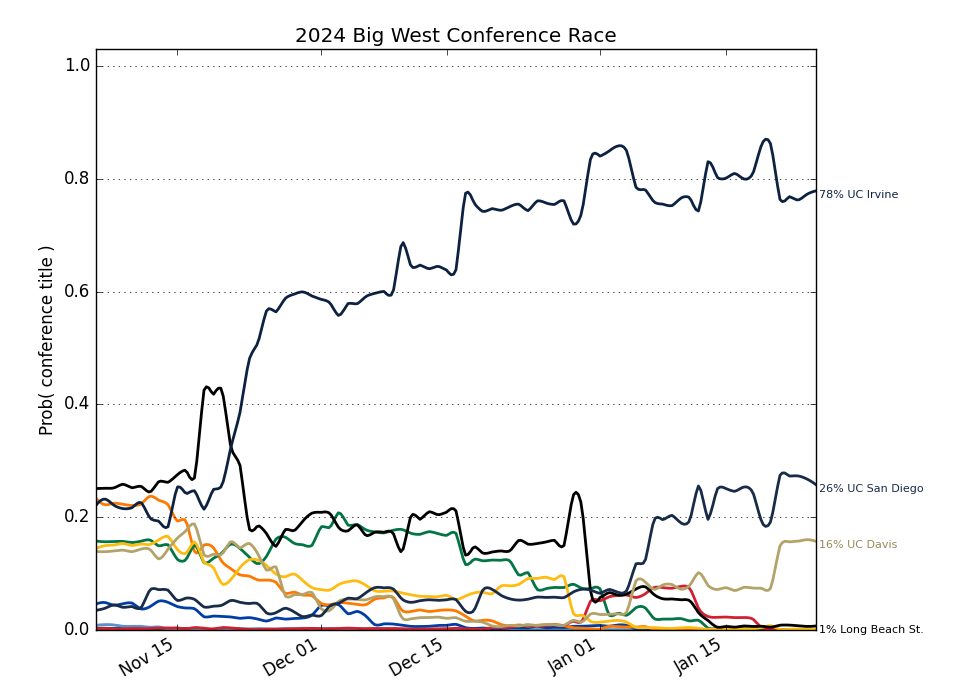 2024 Big West Conference Race
Prob( conference title )
1.0
0.8
0.6
0.4
0.2
0.0
78% UC Irvine
26% UC San Diego
16% UC Davis
1% Long Beach St.
Nov 15
Dec 01
Dec 15
Jan 01
Jan 15